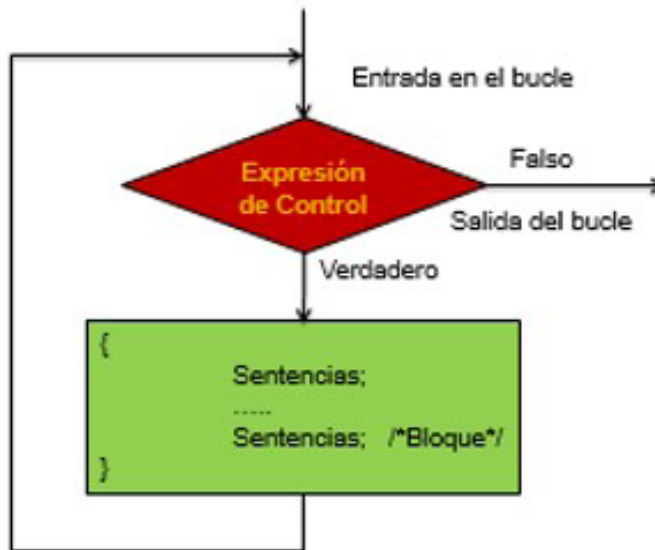 Entrada en el bucle
Expresión
de Control
Falso
Salida del bucle
Verdadero
{
Sentencias;
.....
Sentencias; /*Bloque*/
}